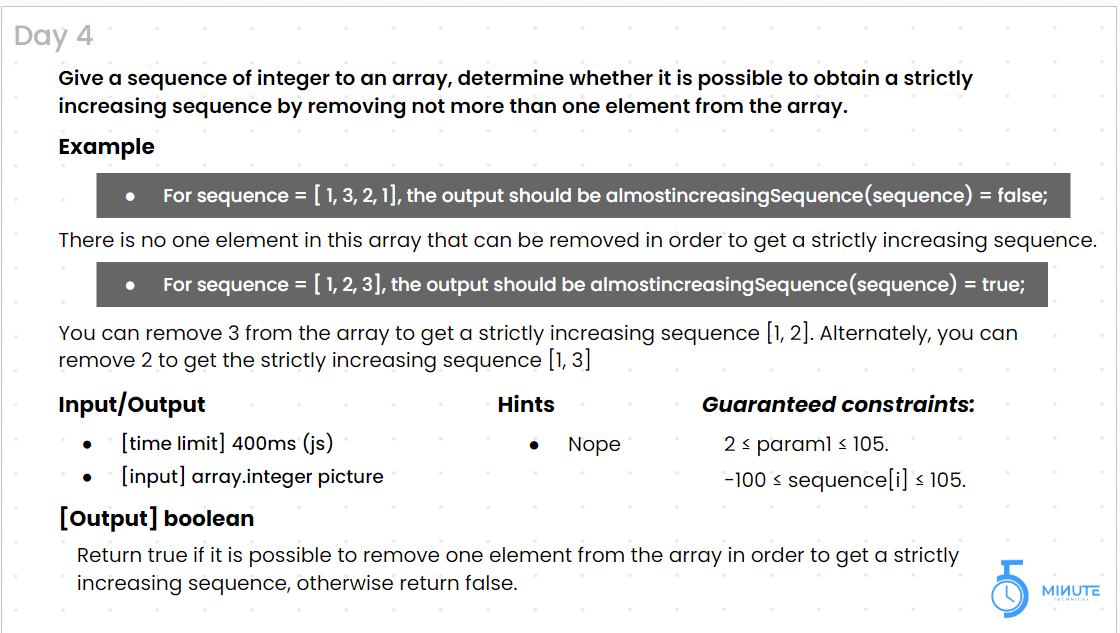 Day 4
Give a sequence of integer to an array, determine whether it is possible to obtain a strictly
increasing sequence by removing not more than one element from the array.
Example
● For sequence = [ 1, 3, 2, 1], the output should be almostincreasingSequence(sequence) = false;
There is no one element in this array that can be removed in order to get a strictly increasing sequence.
● For sequence = [ 1, 2, 3], the output should be almostincreasingSequence(sequence) = true;
You can remove 3 from the array to get a strictly increasing sequence [1, 2]. Alternately, you can
remove 2 to get the strictly increasing sequence [1, 3]
Input/Output
● [time limit] 400ms (js)
● [input] array.integer picture
Hints
● Nope
Guaranteed constraints:
2 ≤ param1 ≤ 105.
-100 ≤ sequence[i] ≤ 105.
[Output] boolean
Return true if it is possible to remove one element from the array in order to get a strictly
increasing sequence, otherwise return false.
5 MINUTE
TECHNICAL